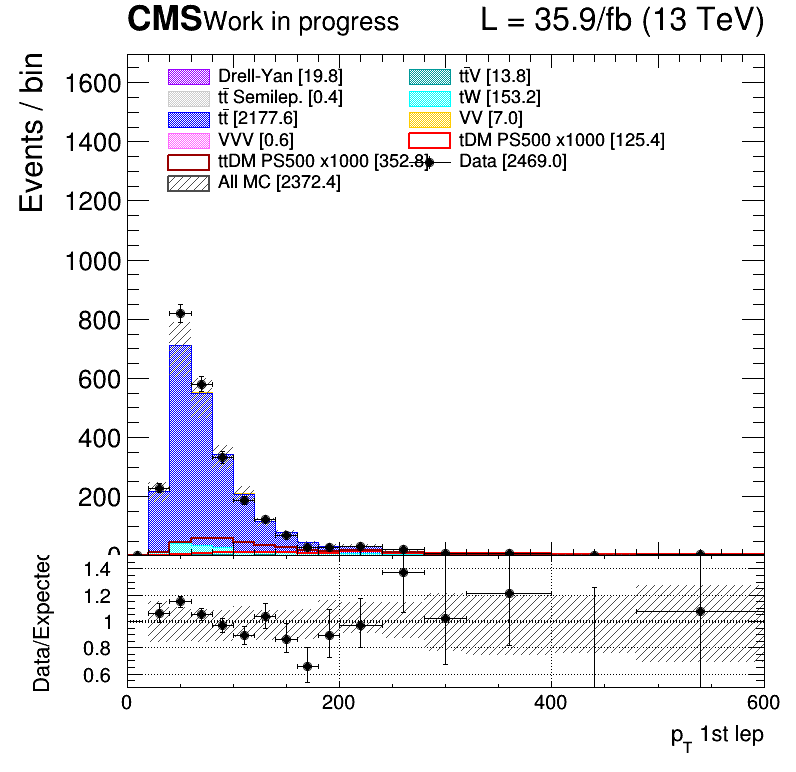 CMS Work in progress L = 35.9/fb (13 TeV)
Events / bin
1600
1400
1200
1000
800
600
400
200
0
Drell-Yan [19.8]
tt̄V [13.8]
tt̄ Semilep. [0.4]
tW [153.2]
tt̄ [2177.6]
VV [7.0]
VVV [0.6]
tDM PS500 x1000 [125.4]
ttDM PS500 x1000 [352.8]
Data [2469.0]
All MC [2372.4]
Data/Expected
1.4
1.2
1
0.8
0.6
0 200 400 600
p_T 1st lep